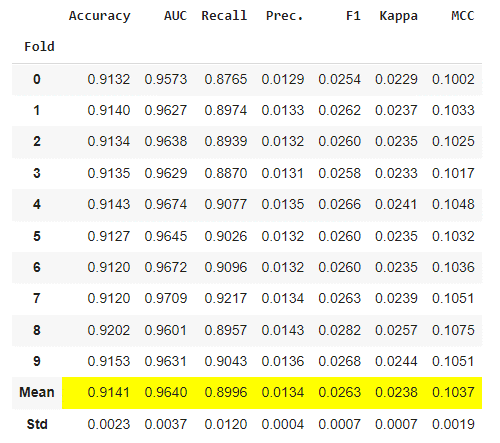 Accuracy AUC Recall Prec. F1 Kappa MCC
Fold
0 0.9132 0.9573 0.8765 0.0129 0.0254 0.0229 0.1002
1 0.9140 0.9627 0.8974 0.0133 0.0262 0.0237 0.1033
2 0.9134 0.9638 0.8939 0.0132 0.0260 0.0235 0.1025
3 0.9135 0.9629 0.8870 0.0131 0.0258 0.0233 0.1017
4 0.9143 0.9674 0.9077 0.0135 0.0266 0.0241 0.1048
5 0.9127 0.9645 0.9026 0.0132 0.0260 0.0235 0.1032
6 0.9120 0.9672 0.9096 0.0132 0.0260 0.0235 0.1036
7 0.9120 0.9709 0.9217 0.0134 0.0263 0.0239 0.1051
8 0.9202 0.9601 0.8957 0.0143 0.0282 0.0257 0.1075
9 0.9153 0.9631 0.9043 0.0136 0.0268 0.0244 0.1051
Mean 0.9141 0.9640 0.8996 0.0134 0.0263 0.0238 0.1037
Std 0.0023 0.0037 0.0120 0.0004 0.0007 0.0007 0.0019